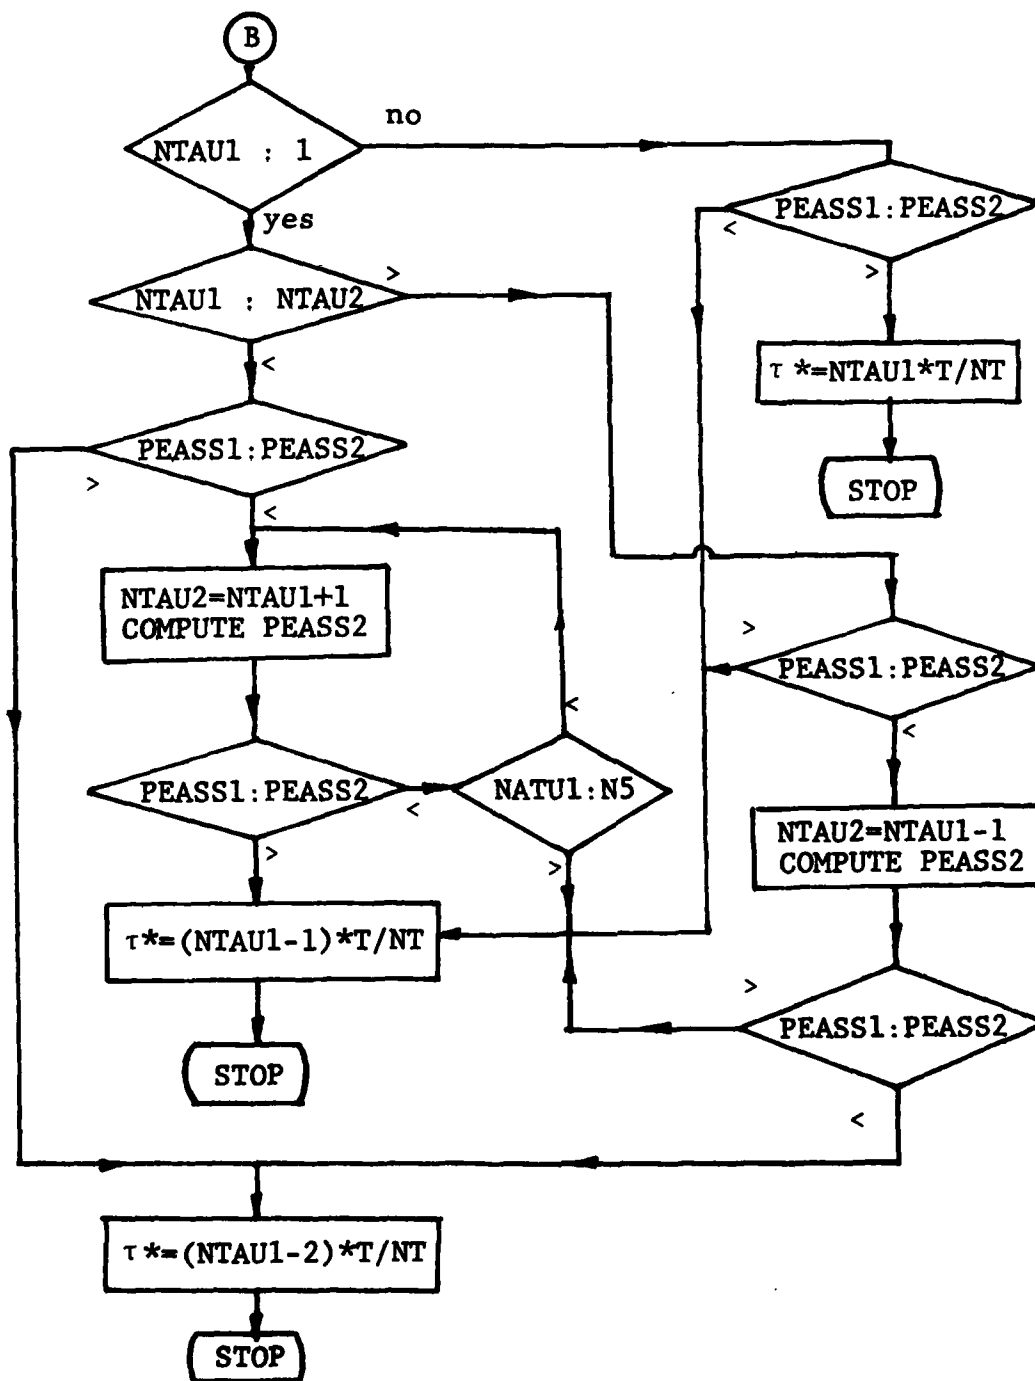 B
no
NTAU1 : 1
PEASS1:PEASS2
<
yes
>
>
NTAU1 : NTAU2
τ*=NTAU1*T/NT
<
PEASS1:PEASS2
>
STOP
<
NTAU2=NTAU1+1
COMPUTE PEASS2
>
PEASS1:PEASS2
<
<
PEASS1:PEASS2
<
NATU1:N5
NTAU2=NTAU1-1
COMPUTE PEASS2
>
>
τ*=(NTAU1-1)*T/NT
>
PEASS1:PEASS2
STOP
<
τ*=(NTAU1-2)*T/NT
STOP